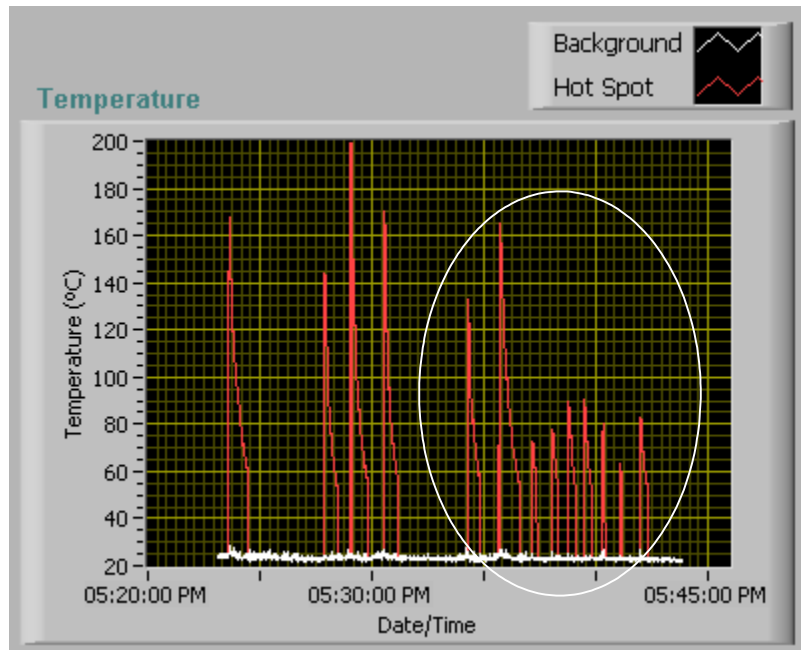 Background
Hot Spot
Temperature
200
180
160
140
120
100
80
60
40
20
Temperature (ºC)
05:20:00 PM 05:30:00 PM 05:45:00 PM
Date/Time